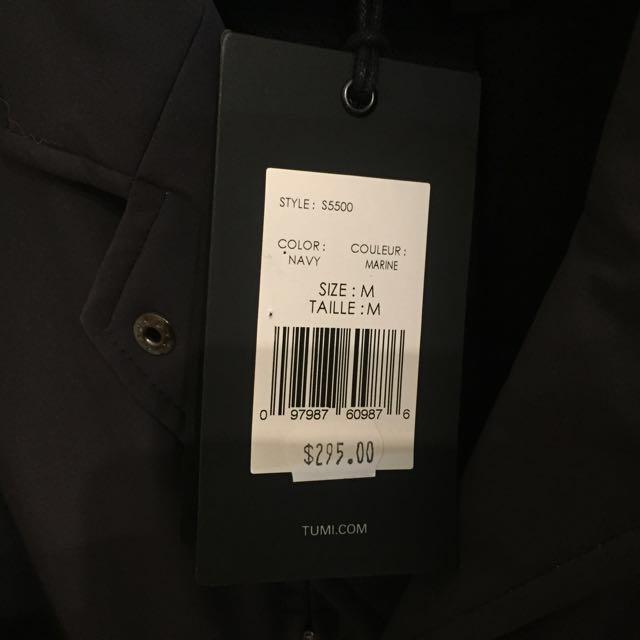 STYLE: S5500
COLOR: COULEUR:
NAVY MARINE
SIZE: M
TAILLE: M
0 97987 60987 6
$295.00
TUMI.COM